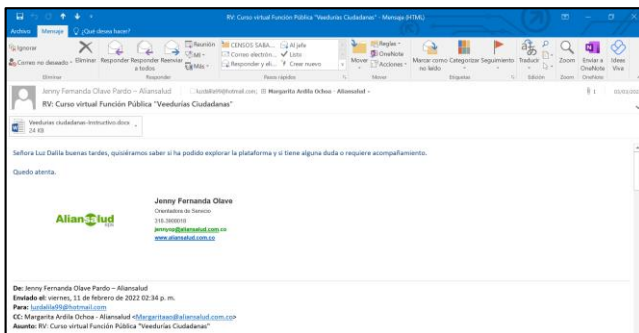 RV: Curso virtual Función Pública "Veedurías Ciudadanas" - Mensaje (HTML)
Archivo Mensaje ¿Qué desea hacer?
Ignorar
Correo no deseado
Eliminar
Responder
Responder a todos
Reenviar
Reunión
MI
Más
CENSOS SABA...
Correo electrón...
Responder y eli...
Al jefe
Listo
Crear nuevo
Mover
Reglas
OneNote
Acciones
Marcar como no leído
Categorizar
Seguimiento
Traducir
Zoom
Enviar a OneNote
Ideas Viva
Eliminar Responder Pasos rápidos Mover Etiquetas Edición Zoom OneNote
Jenny Fernanda Olave Pardo – Aliansalud
luzdalila99@hotmail.com; Margarita Ardila Ochoa - Aliansalud
RV: Curso virtual Función Pública "Veedurías Ciudadanas"
Veedurias ciudadanas-Instructivo.docx
24 KB
Señora Luz Dalila buenas tardes, quisiéramos saber si ha podido explorar la plataforma y si tiene alguna duda o requiere acompañamiento.
Quedo atenta.
Aliansalud
eps
Jenny Fernanda Olave
Orientadora de Servicio
www.aliansalud.com.co
De: Jenny Fernanda Olave Pardo – Aliansalud
Enviado el: viernes, 11 de febrero de 2022 02:34 p. m.
Para: luzdalila99@hotmail.com
CC: Margarita Ardila Ochoa - Aliansalud <Margaritaao@aliansalud.com.co>
Asunto: RV: Curso virtual Función Pública "Veedurías Ciudadanas"